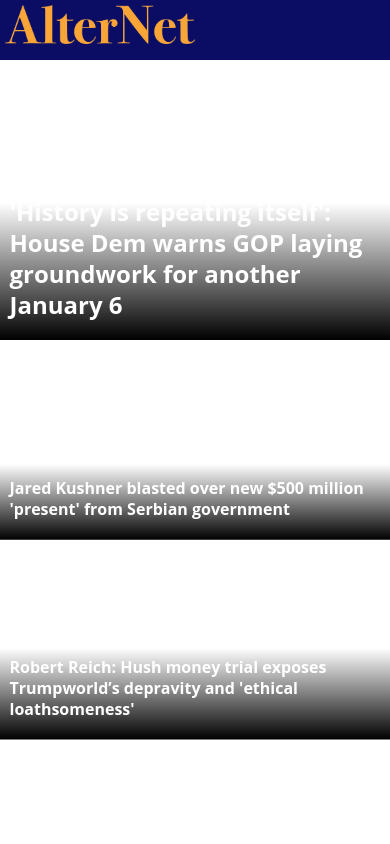 AlterNet
'History is repeating itself':
House Dem warns GOP laying
groundwork for another
January 6
Jared Kushner blasted over new $500 million
'present' from Serbian government
Robert Reich: Hush money trial exposes
Trumpworld’s depravity and 'ethical
loathsomeness'